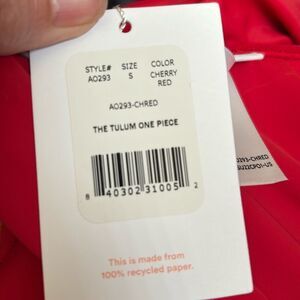 STYLE# SIZE COLOR
AO293 S CHERRY
RED
AO293-CHRED
THE TULUM ONE PIECE
8 40302 31005 2
This is made from
100% recycled paper.